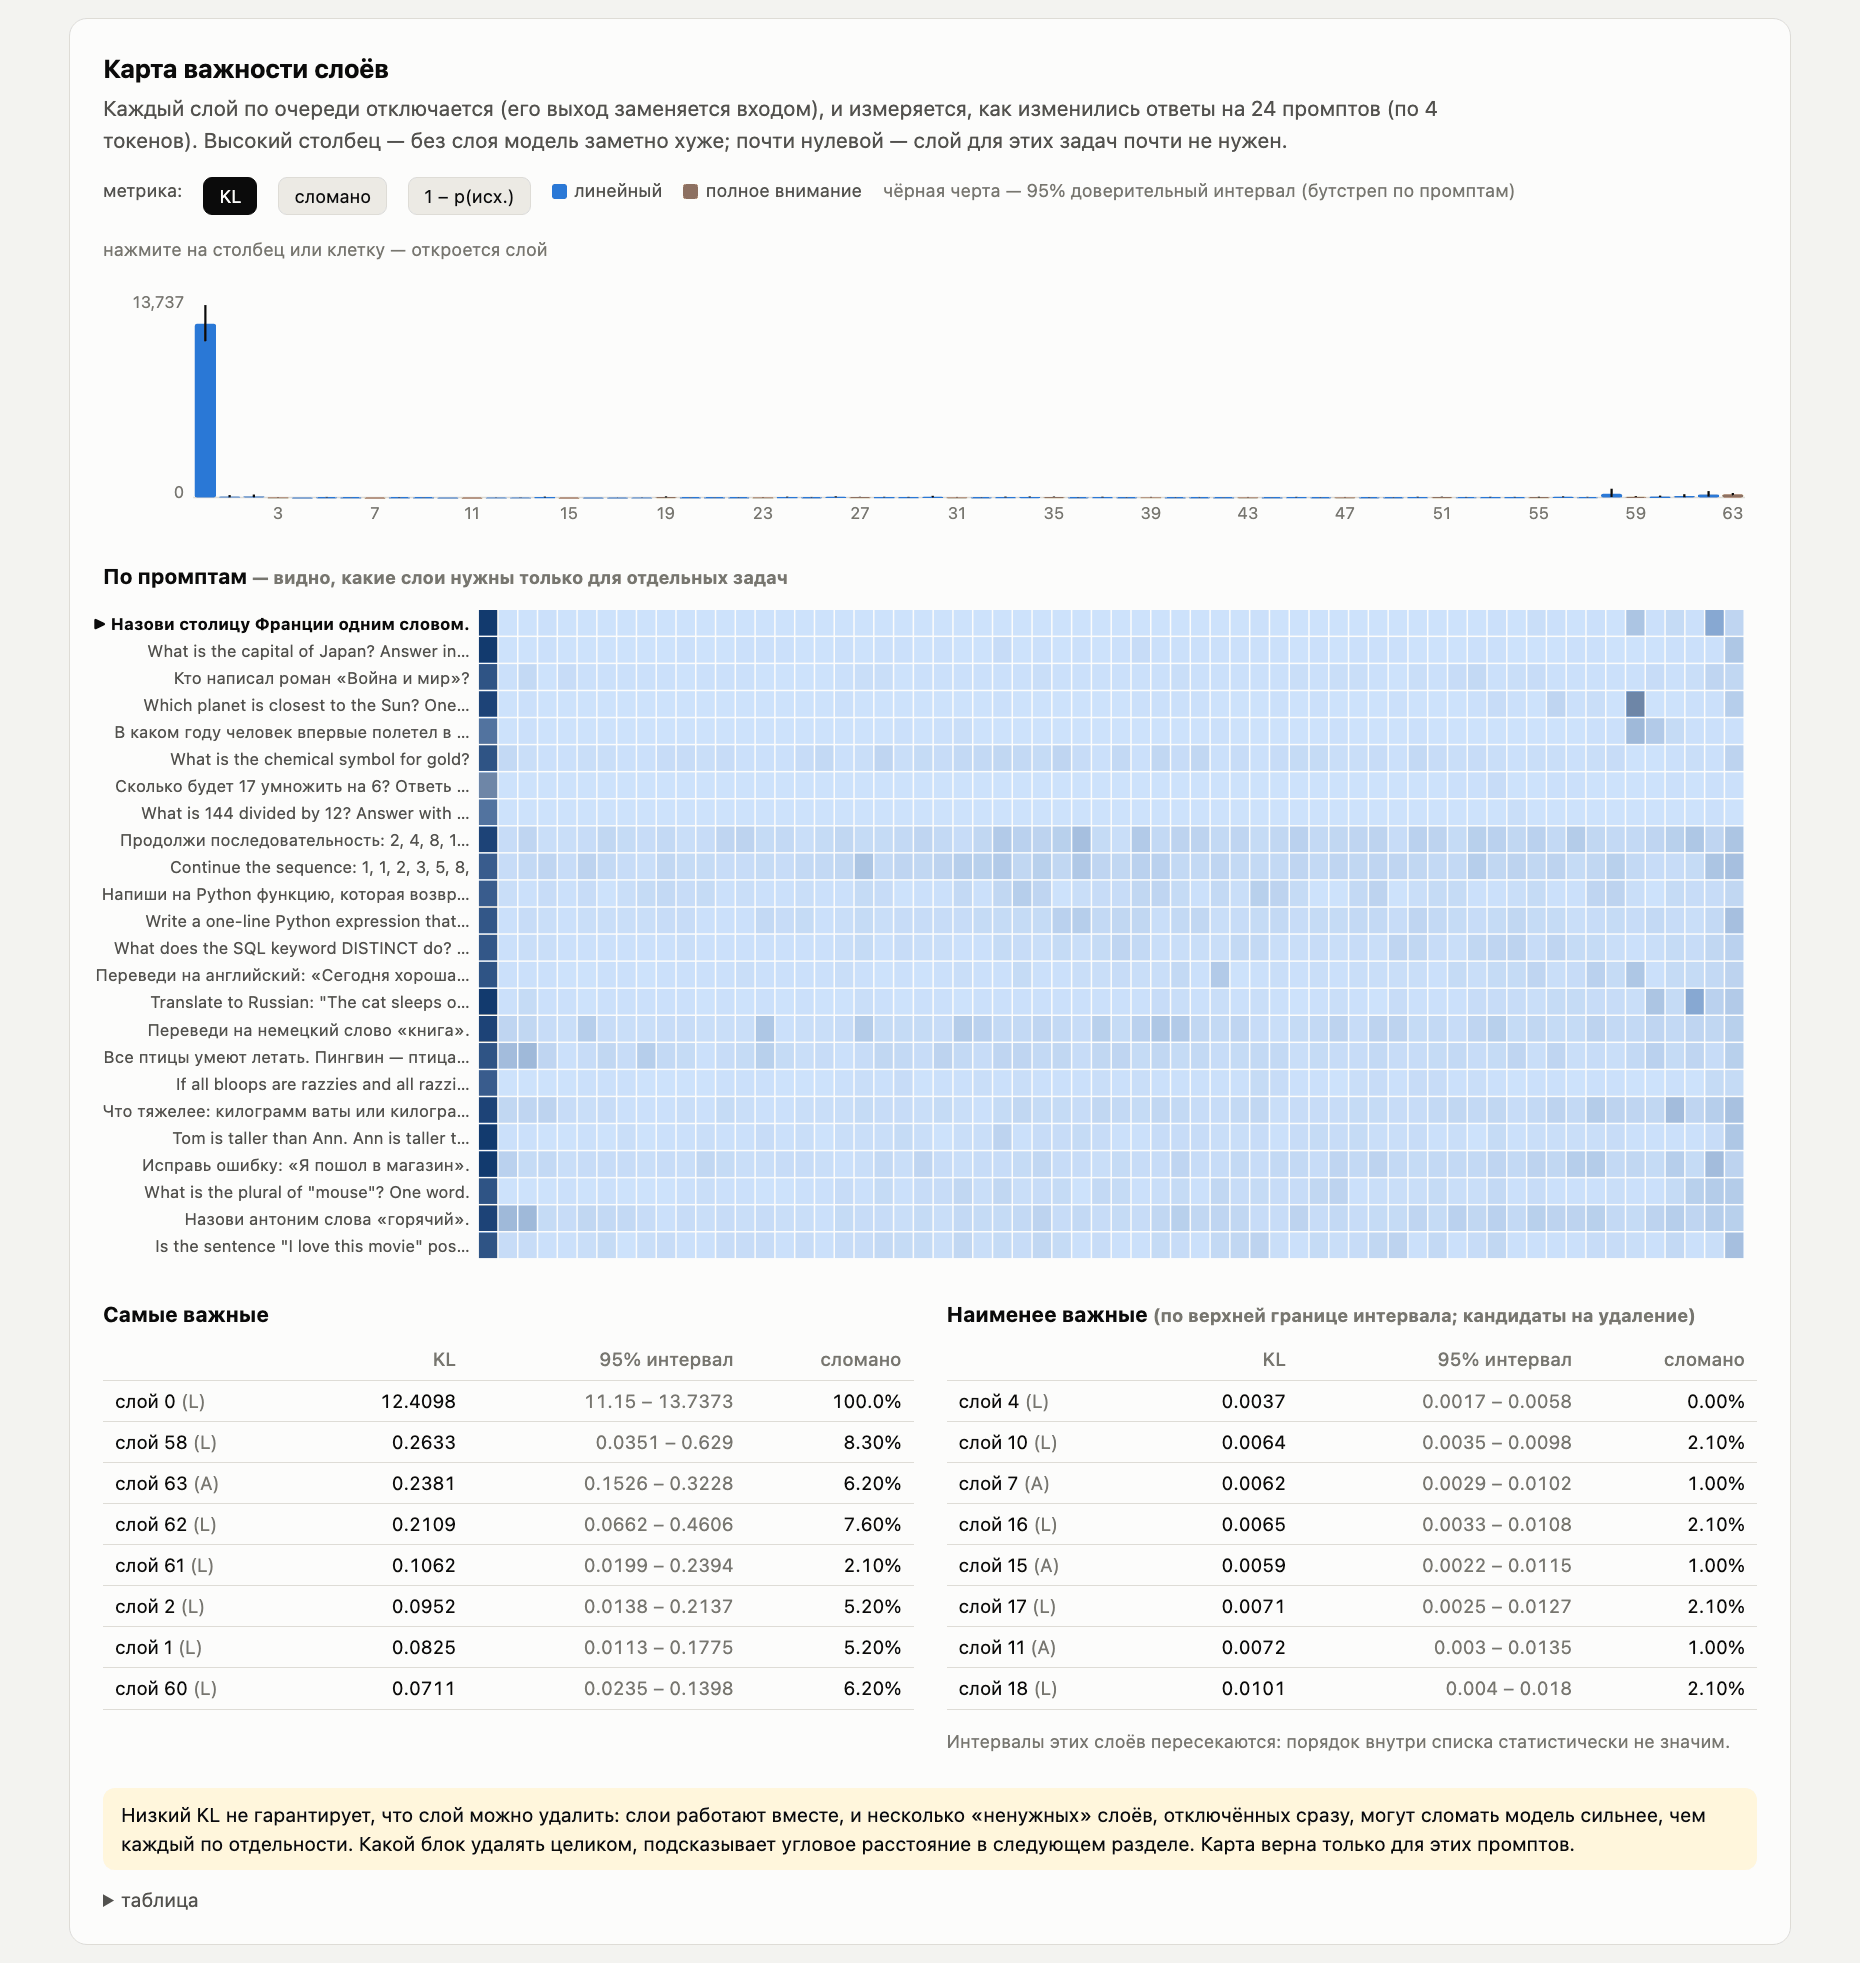 Карта важности слоёв
Каждый слой по очереди отключается (его выход заменяется входом), и измеряется, как изменились ответы на 24 промптов (по 4
токенов). Высокий столбец — без слоя модель заметно хуже; почти нулевой — слой для этих задач почти не нужен.
метрика: KL сломано 1 – p(исх.) линейный полное внимание чёрная черта — 95% доверительный интервал (бутстреп по промптам)
нажмите на столбец или клетку — откроется слой
13,737
0
3 7 11 15 19 23 27 31 35 39 43 47 51 55 59 63
По промптам — видно, какие слои нужны только для отдельных задач
▶ Назови столицу Франции одним словом.
What is the capital of Japan? Answer in...
Кто написал роман «Война и мир»?
Which planet is closest to the Sun? One...
В каком году человек впервые полетел в ...
What is the chemical symbol for gold?
Сколько будет 17 умножить на 6? Ответь ...
What is 144 divided by 12? Answer with ...
Продолжи последовательность: 2, 4, 8, 1...
Continue the sequence: 1, 1, 2, 3, 5, 8,
Напиши на Python функцию, которая возвр...
Write a one-line Python expression that...
What does the SQL keyword DISTINCT do? ...
Переведи на английский: «Сегодня хороша...
Translate to Russian: "The cat sleeps o...
Переведи на немецкий слово «книга».
Все птицы умеют летать. Пингвин — птица...
If all bloops are razzies and all razzi...
Что тяжелее: килограмм ваты или килогра...
Tom is taller than Ann. Ann is taller t...
Исправь ошибку: «Я пошол в магазин».
What is the plural of "mouse"? One word.
Назови антоним слова «горячий».
Is the sentence "I love this movie" pos...
Самые важные
KL 95% интервал сломано
слой 0 (L) 12.4098 11.15 – 13.7373 100.0%
слой 58 (L) 0.2633 0.0351 – 0.629 8.30%
слой 63 (A) 0.2381 0.1526 – 0.3228 6.20%
слой 62 (L) 0.2109 0.0662 – 0.4606 7.60%
слой 61 (L) 0.1062 0.0199 – 0.2394 2.10%
слой 2 (L) 0.0952 0.0138 – 0.2137 5.20%
слой 1 (L) 0.0825 0.0113 – 0.1775 5.20%
слой 60 (L) 0.0711 0.0235 – 0.1398 6.20%
Наименее важные (по верхней границе интервала; кандидаты на удаление)
KL 95% интервал сломано
слой 4 (L) 0.0037 0.0017 – 0.0058 0.00%
слой 10 (L) 0.0064 0.0035 – 0.0098 2.10%
слой 7 (A) 0.0062 0.0029 – 0.0102 1.00%
слой 16 (L) 0.0065 0.0033 – 0.0108 2.10%
слой 15 (A) 0.0059 0.0022 – 0.0115 1.00%
слой 17 (L) 0.0071 0.0025 – 0.0127 2.10%
слой 11 (A) 0.0072 0.003 – 0.0135 1.00%
слой 18 (L) 0.0101 0.004 – 0.018 2.10%
Интервалы этих слоёв пересекаются: порядок внутри списка статистически не значим.
Низкий KL не гарантирует, что слой можно удалить: слои работают вместе, и несколько «ненужных» слоёв, отключённых сразу, могут сломать модель сильнее, чем
каждый по отдельности. Какой блок удалять целиком, подсказывает угловое расстояние в следующем разделе. Карта верна только для этих промптов.
▶ таблица